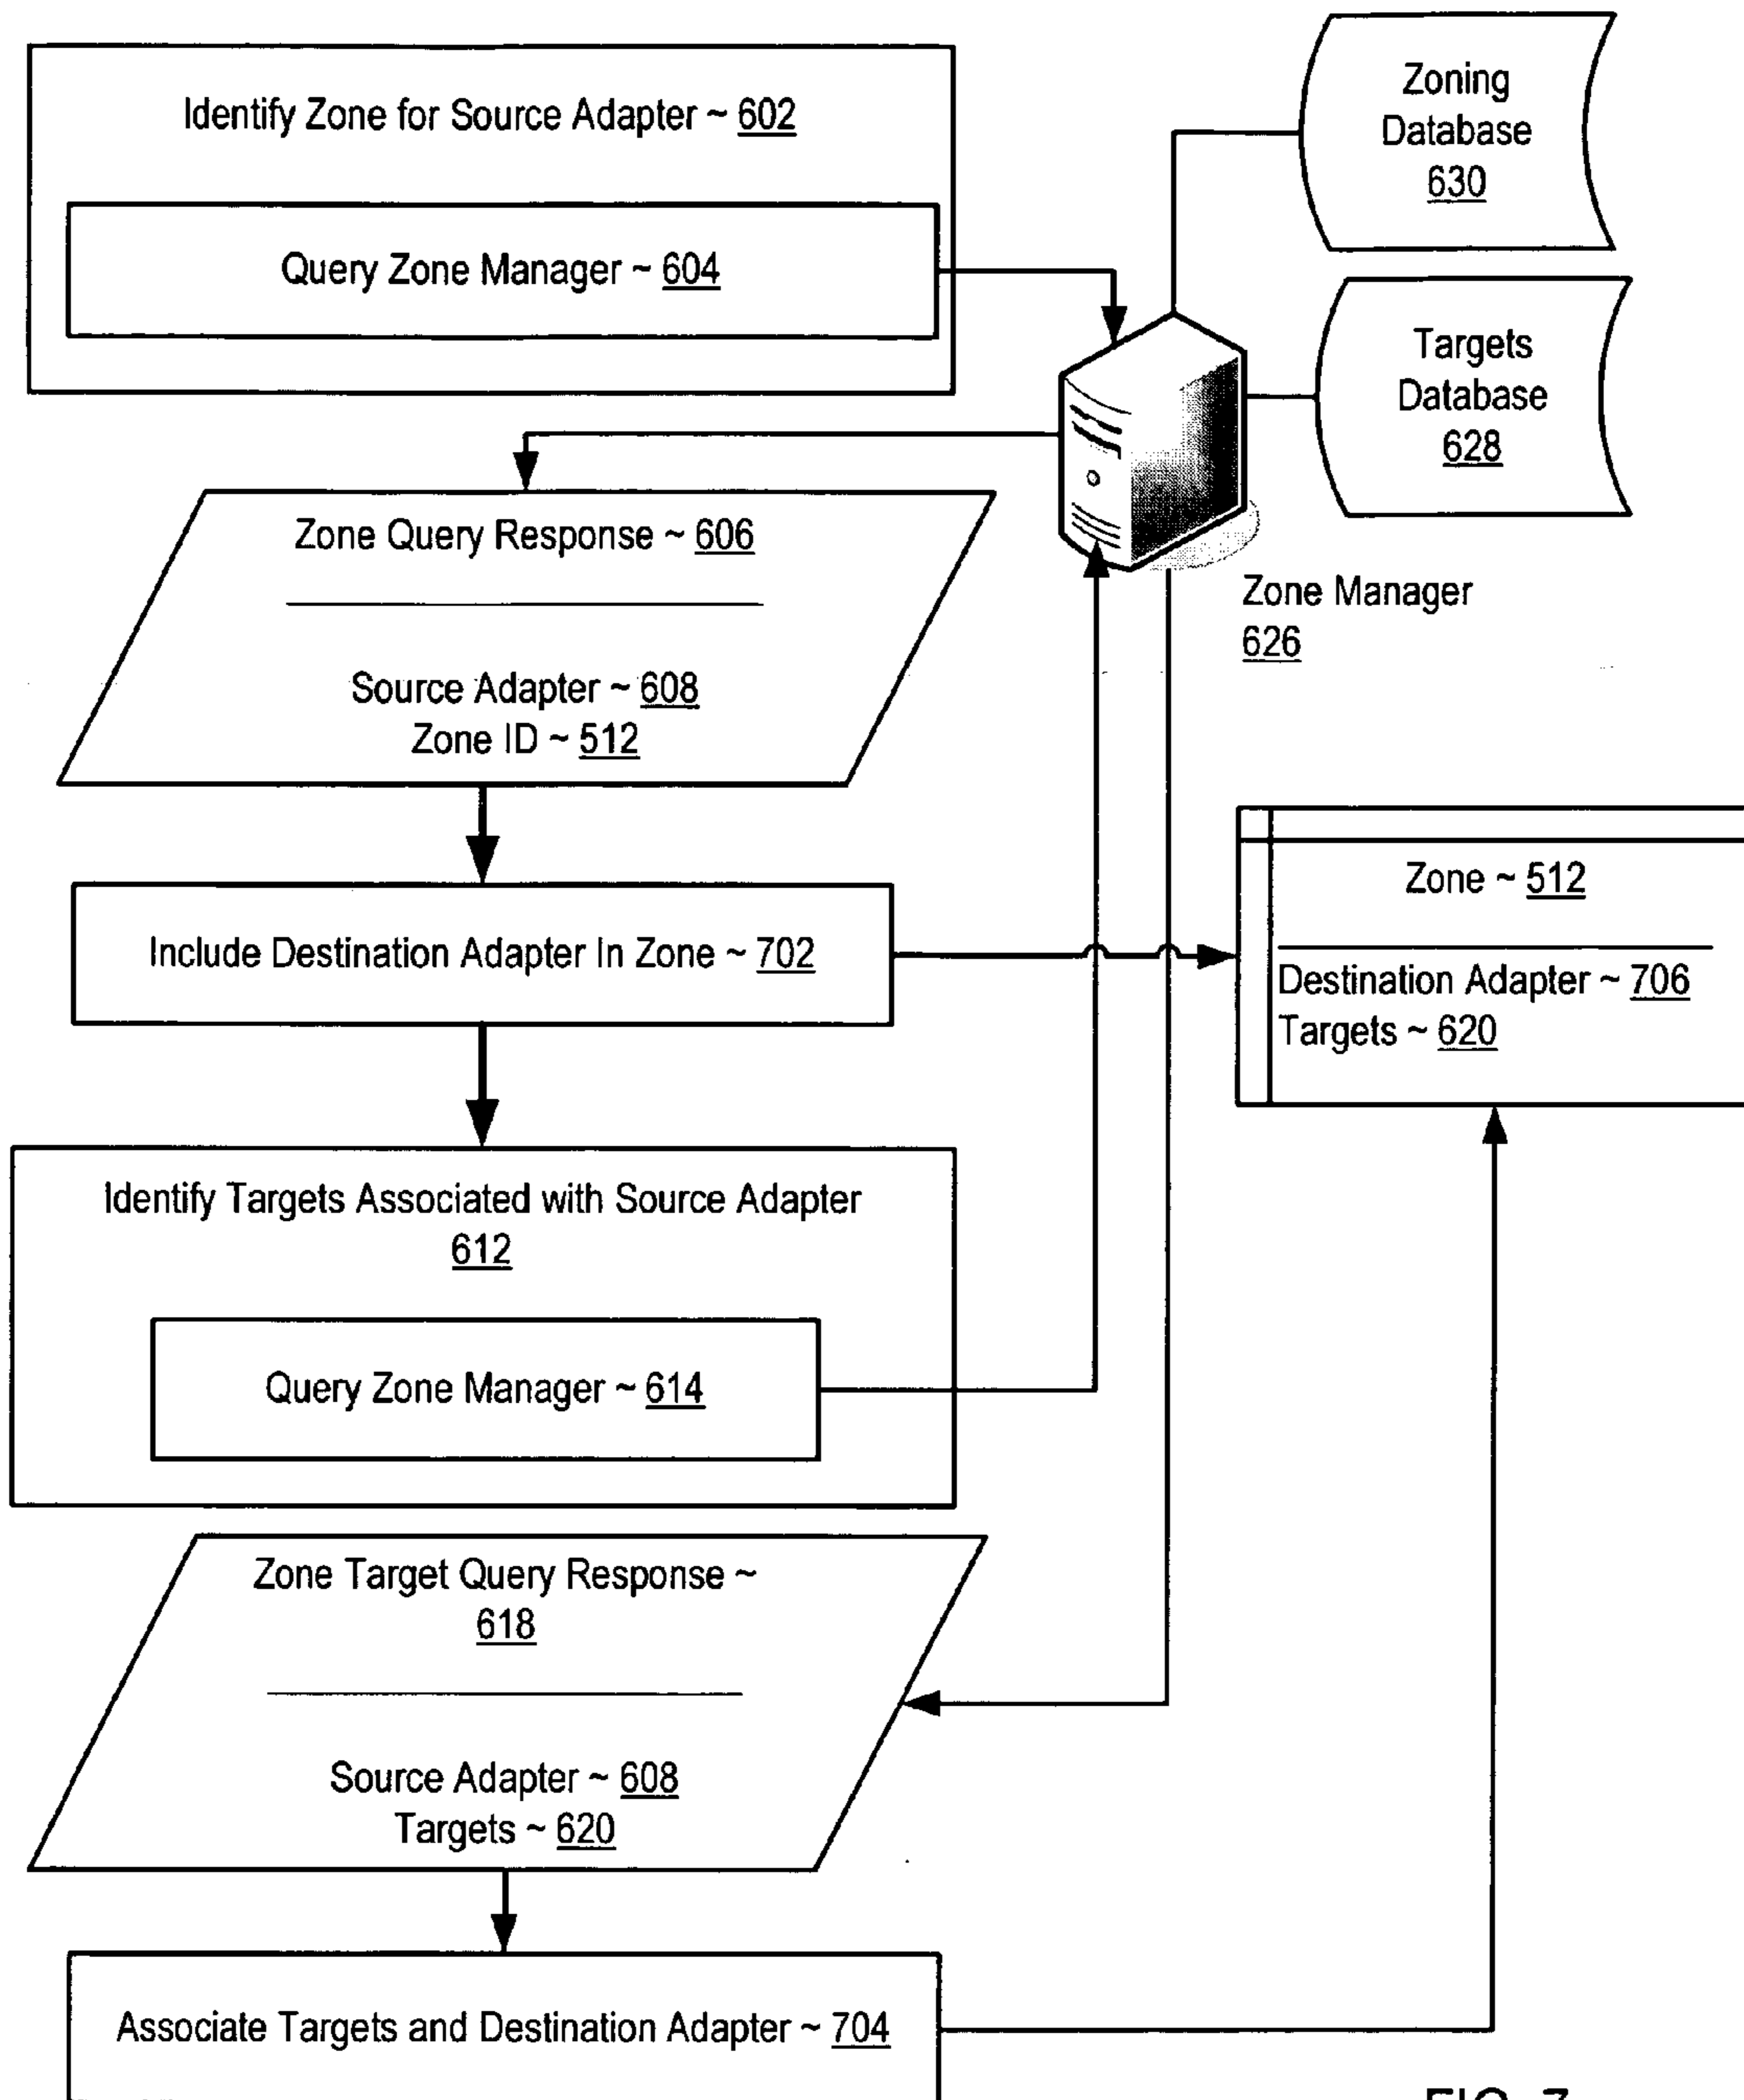 Identify Zone for Source Adapter ~ 602
Query Zone Manager ~ 604
Zoning
Database
630
Targets
Database
628
Zone Manager
626
Zone Query Response ~ 606
Source Adapter ~ 608
Zone ID ~ 512
Include Destination Adapter In Zone ~ 702
Zone ~ 512
Destination Adapter ~ 706
Targets ~ 620
Identify Targets Associated with Source Adapter
612
Query Zone Manager ~ 614
Zone Target Query Response ~
618
Source Adapter ~ 608
Targets ~ 620
Associate Targets and Destination Adapter ~ 704
FIG. 7